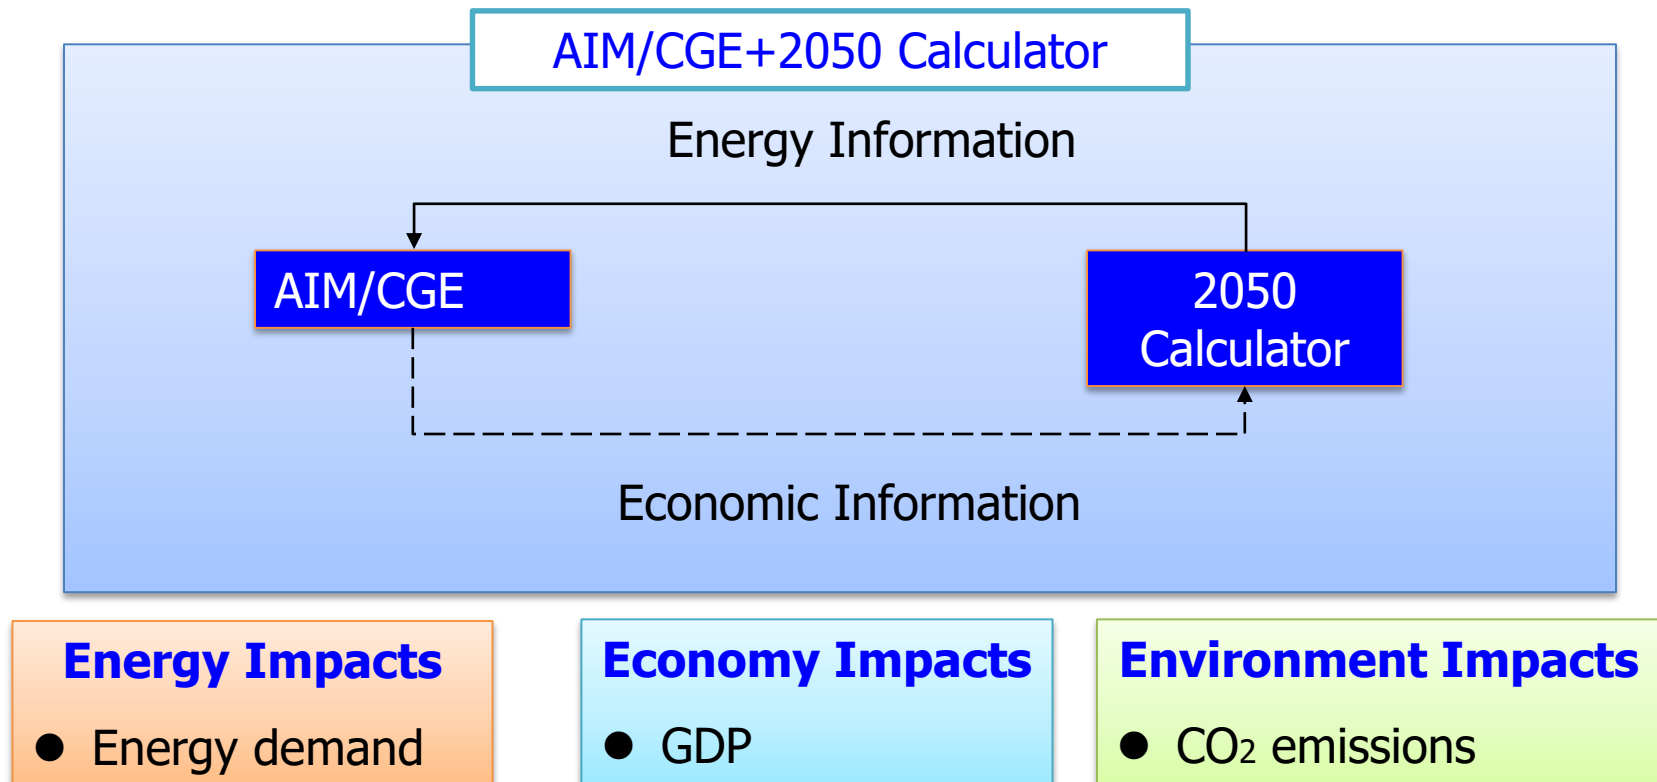 AIM/CGE+2050 Calculator
Energy Information
AIM/CGE
2050
Calculator
Economic Information
Energy Impacts
● Energy demand
Economy Impacts
● GDP
Environment Impacts
● CO2 emissions